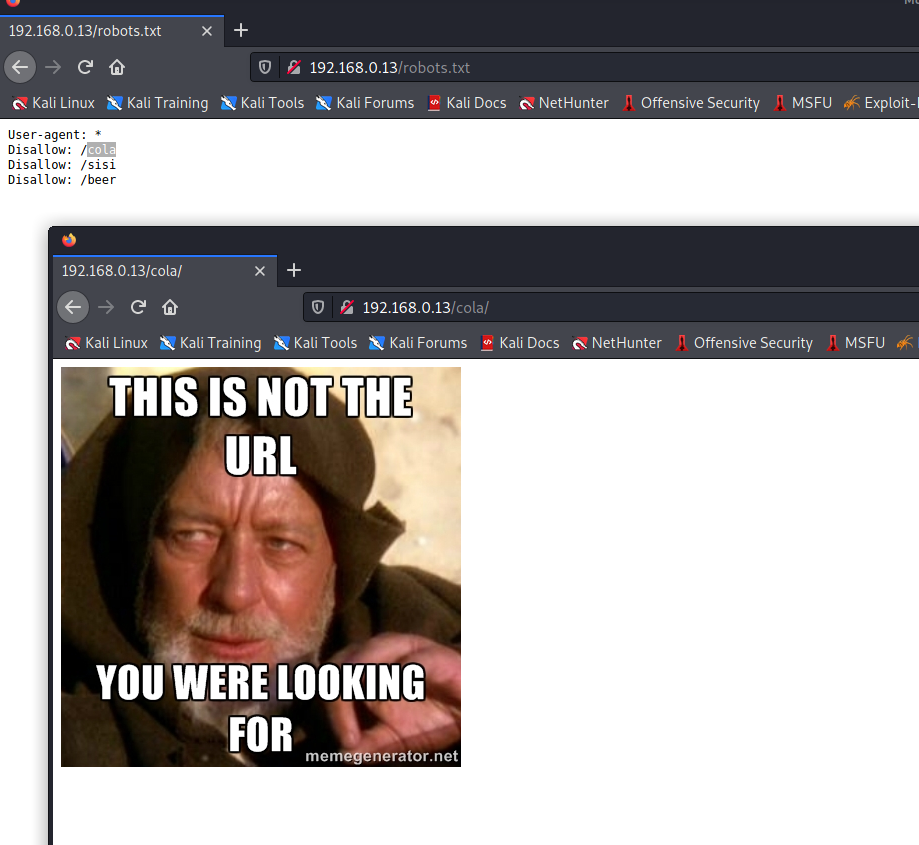 192.168.0.13/robots.txt
192.168.0.13/robots.txt
Kali Linux Kali Training Kali Tools Kali Forums Kali Docs NetHunter Offensive Security MSFU Exploit-
User-agent: *
Disallow: /cola
Disallow: /sisi
Disallow: /beer
192.168.0.13/cola/
192.168.0.13/cola/
Kali Linux Kali Training Kali Tools Kali Forums Kali Docs NetHunter Offensive Security MSFU
THIS IS NOT THE
URL
YOU WERE LOOKING
FOR
memegenerator.net